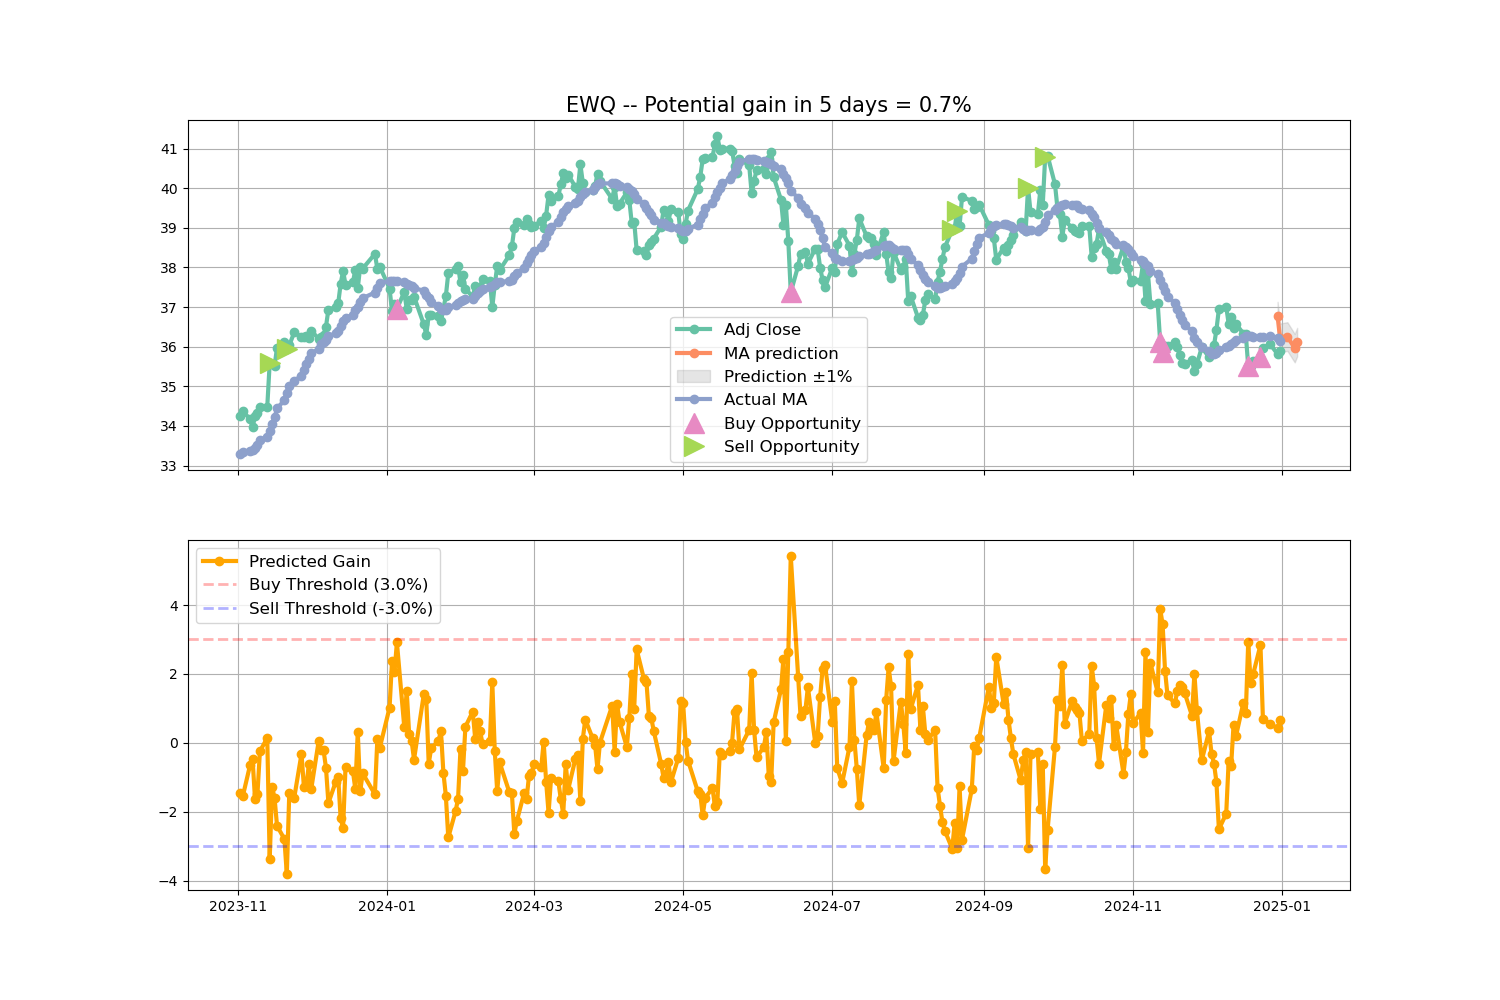 EWQ -- Potential gain in 5 days = 0.7%
41
40
39
38
37
36
35
34
33
Adj Close
MA prediction
Prediction ±1%
Actual MA
Buy Opportunity
Sell Opportunity
Predicted Gain
Buy Threshold (3.0%)
Sell Threshold (-3.0%)
4
2
0
−2
−4
2023-11 2024-01 2024-03 2024-05 2024-07 2024-09 2024-11 2025-01